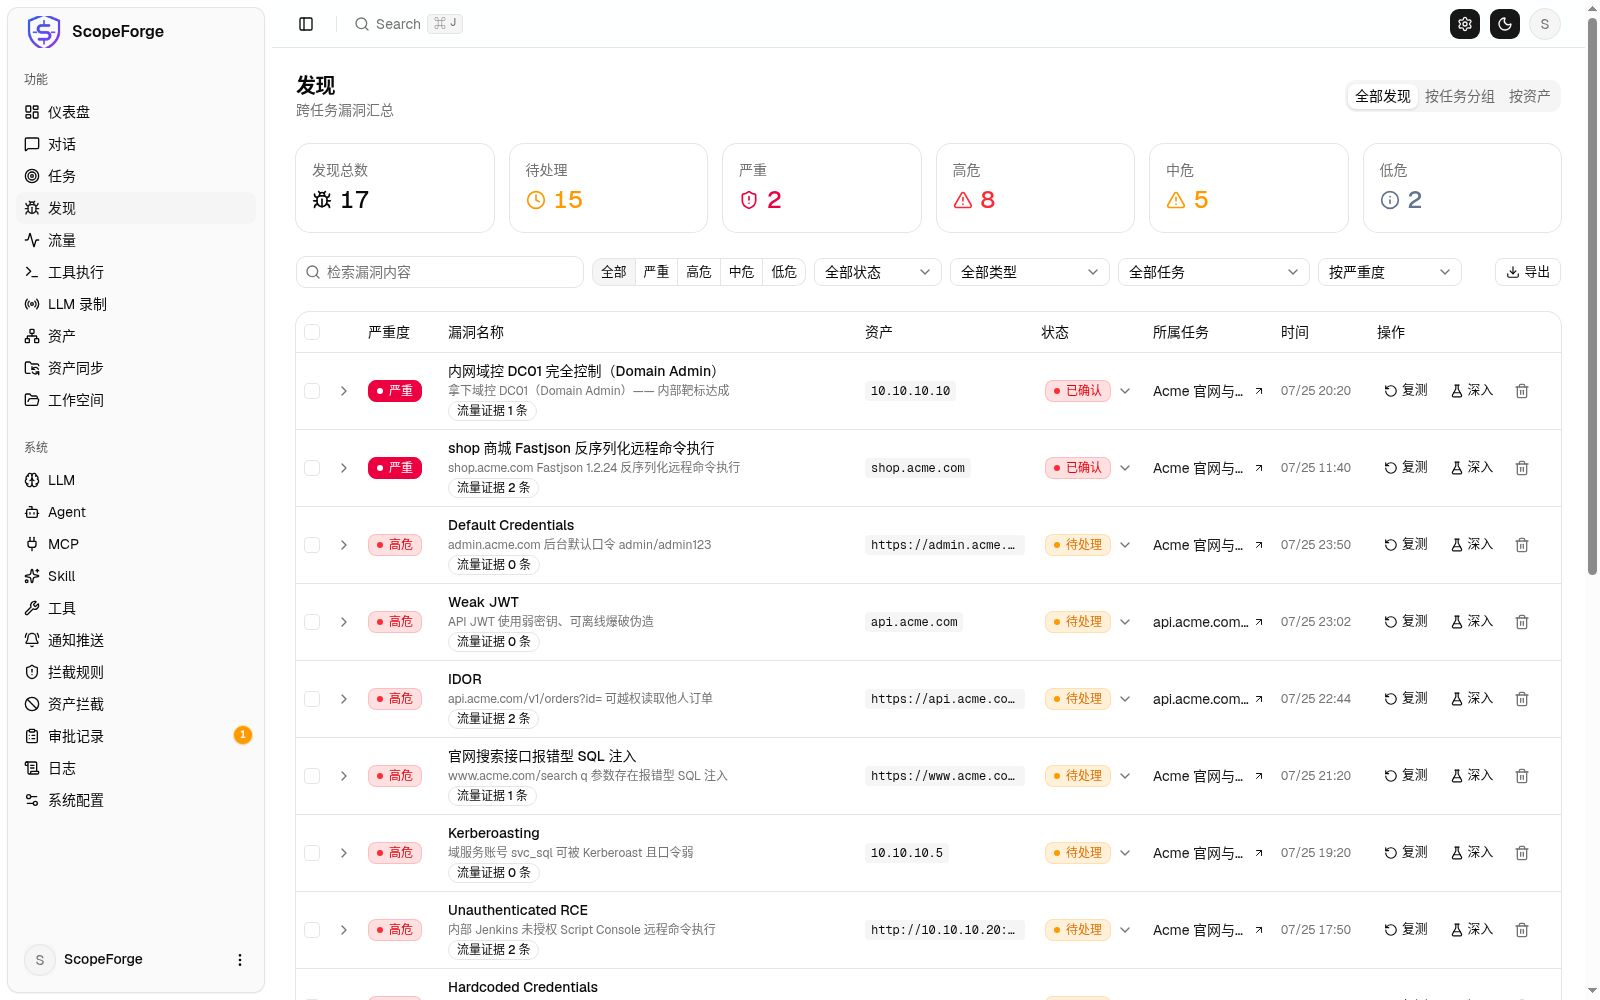 ScopeForge
功能
仪表盘
对话
任务
发现
流量
工具执行
LLM 录制
资产
资产同步
工作空间
系统
LLM
Agent
MCP
Skill
工具
通知推送
拦截规则
资产拦截
审批记录 1
日志
系统配置
S ScopeForge
Search ⌘ J
S
发现
跨任务漏洞汇总
全部发现 按任务分组 按资产
发现总数 待处理 严重 高危 中危 低危
17 15 2 8 5 2
检索漏洞内容 全部 严重 高危 中危 低危 全部状态 全部类型 全部任务 按严重度 导出
严重度 漏洞名称 资产 状态 所属任务 时间 操作
内网域控 DC01 完全控制（Domain Admin）
严重 拿下域控 DC01（Domain Admin）—— 内部靶标达成 10.10.10.10 已确认 Acme 官网与... 07/25 20:20 复测 深入
流量证据 1 条
shop 商城 Fastjson 反序列化远程命令执行
严重 shop.acme.com Fastjson 1.2.24 反序列化远程命令执行 shop.acme.com 已确认 Acme 官网与... 07/25 11:40 复测 深入
流量证据 2 条
Default Credentials
高危 admin.acme.com 后台默认口令 admin/admin123 https://admin.acme.... 待处理 Acme 官网与... 07/25 23:50 复测 深入
流量证据 0 条
Weak JWT
高危 API JWT 使用弱密钥、可离线爆破伪造 api.acme.com 待处理 api.acme.com... 07/25 23:02 复测 深入
流量证据 0 条
IDOR
高危 api.acme.com/v1/orders?id= 可越权读取他人订单 https://api.acme.co... 待处理 api.acme.com... 07/25 22:44 复测 深入
流量证据 2 条
官网搜索接口报错型 SQL 注入
高危 www.acme.com/search q 参数存在报错型 SQL 注入 https://www.acme.co... 待处理 Acme 官网与... 07/25 21:20 复测 深入
流量证据 1 条
Kerberoasting
高危 域服务账号 svc_sql 可被 Kerberoast 且口令弱 10.10.10.5 待处理 Acme 官网与... 07/25 19:20 复测 深入
流量证据 0 条
Unauthenticated RCE
高危 内部 Jenkins 未授权 Script Console 远程命令执行 http://10.10.10.20:... 待处理 Acme 官网与... 07/25 17:50 复测 深入
流量证据 2 条
Hardcoded Credentials